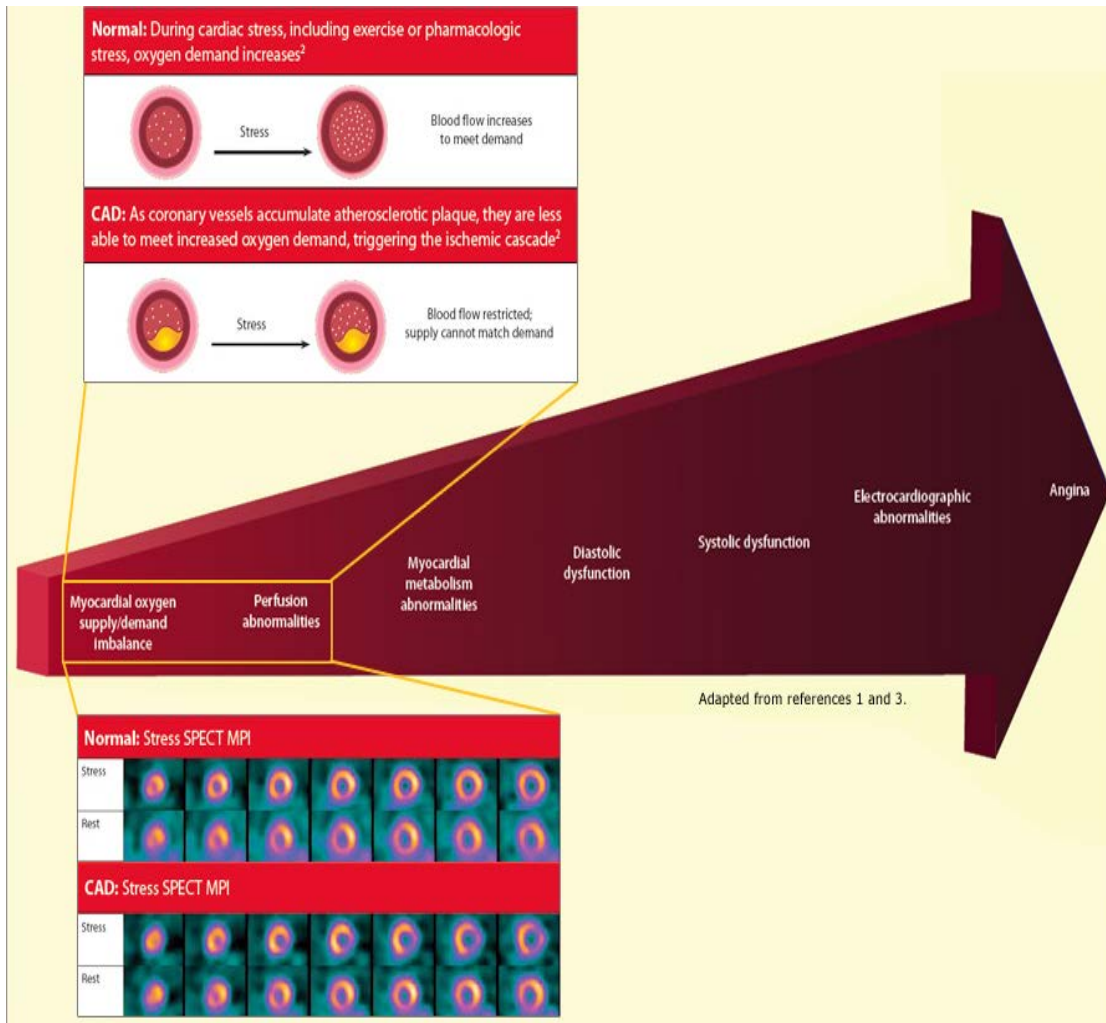 Normal: During cardiac stress, including exercise or pharmacologic
stress, oxygen demand increases²
Stress
Blood flow increases
to meet demand
CAD: As coronary vessels accumulate atherosclerotic plaque, they are less
able to meet increased oxygen demand, triggering the ischemic cascade²
Stress
Blood flow restricted;
supply cannot match demand
Myocardial oxygen
supply/demand
imbalance
Perfusion
abnormalities
Myocardial
metabolism
abnormalities
Diastolic
dysfunction
Systolic dysfunction
Electrocardiographic
abnormalities
Angina
Adapted from references 1 and 3.
Normal: Stress SPECT MPI
Stress
Rest
CAD: Stress SPECT MPI
Stress
Rest